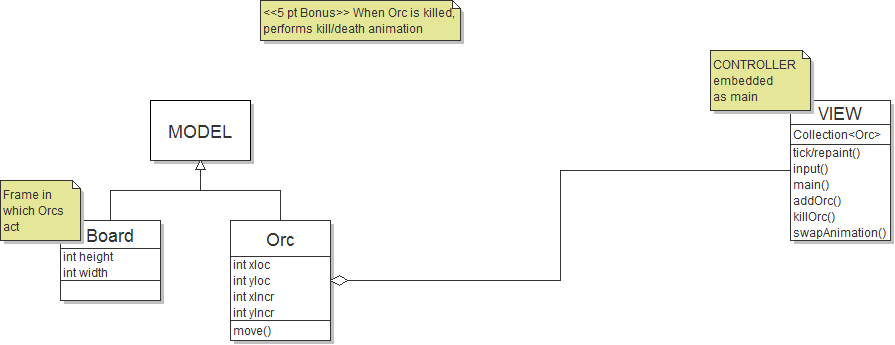 <<5 pt Bonus>> When Orc is killed,
performs kill/death animation
CONTROLLER
embedded
as main
MODEL
VIEW
Collection<Orc>
tick/repaint()
input()
main()
addOrc()
killOrc()
swapAnimation()
Frame in
which Orcs
act
Board
int height
int width
Orc
int xloc
int yloc
int xIncr
int yIncr
move()